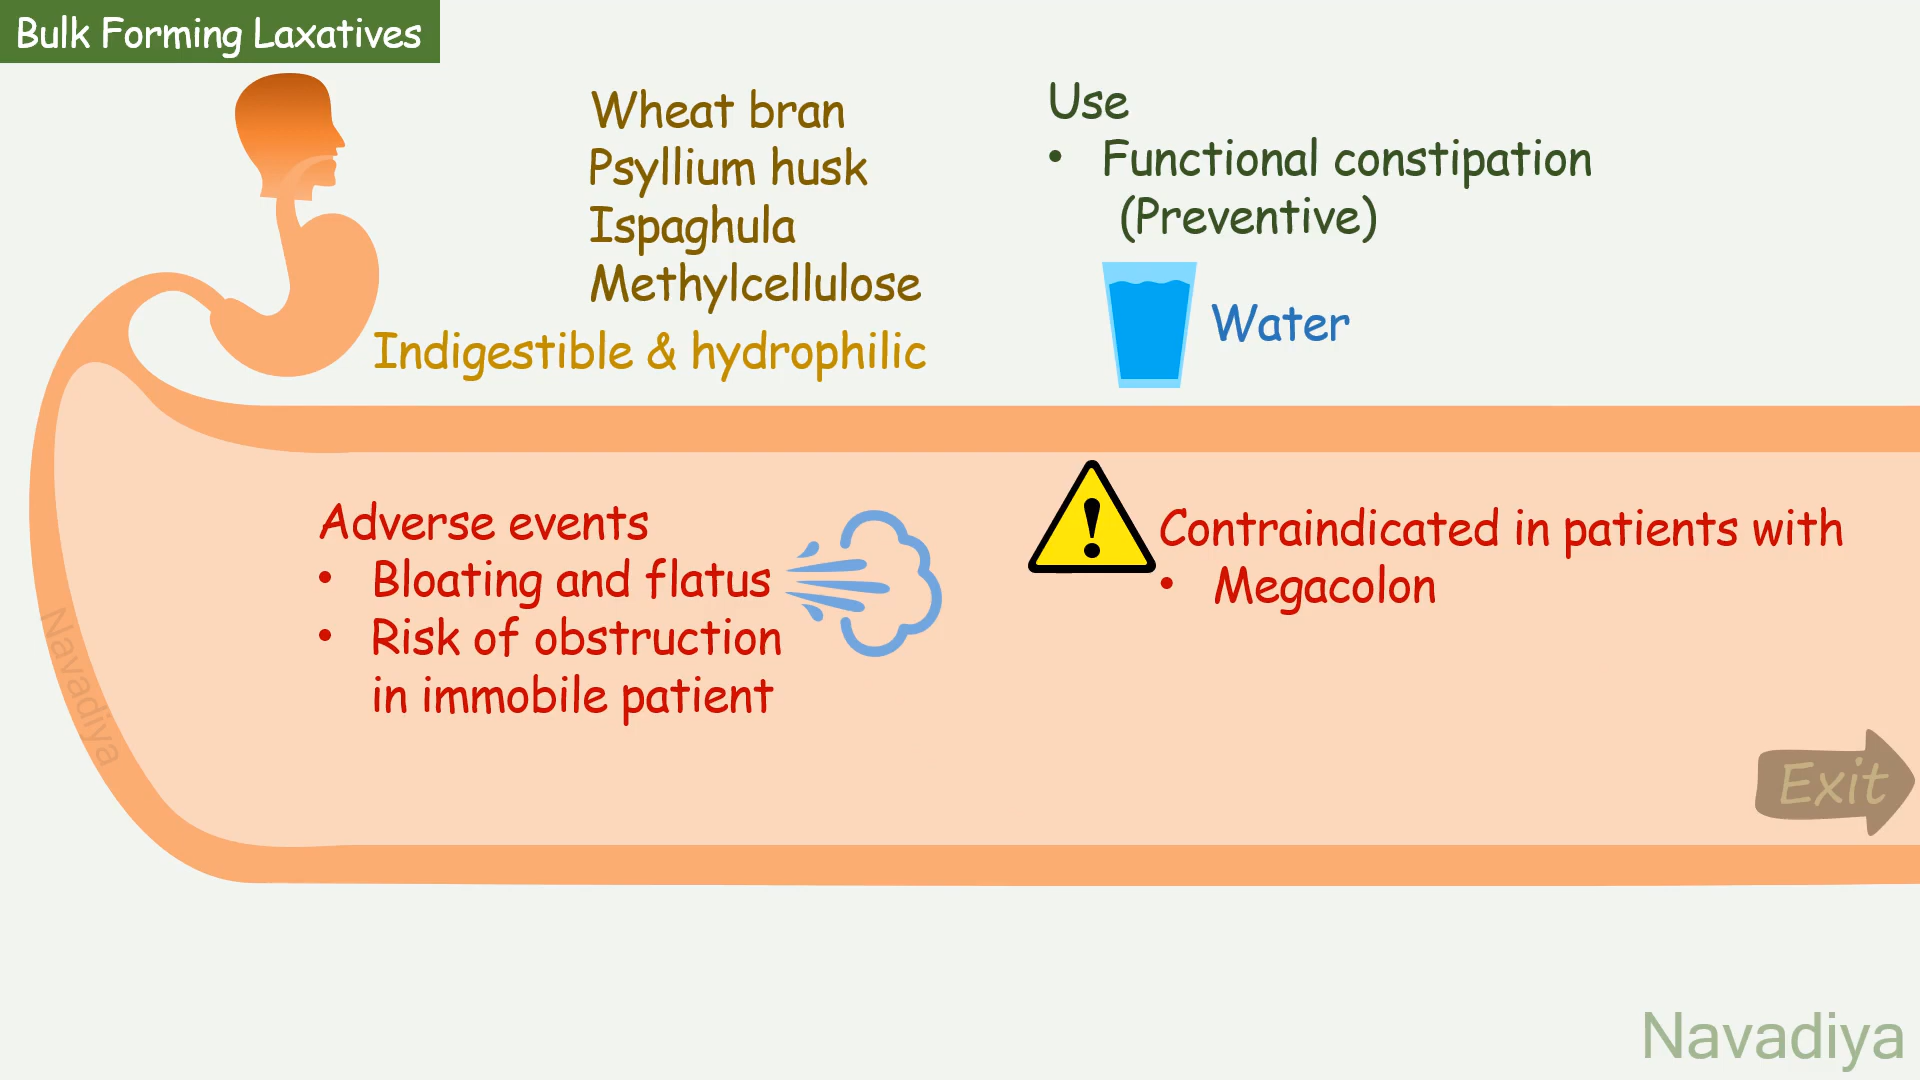 Bulk Forming Laxatives
Wheat bran
Psyllium husk
Ispaghula
Methylcellulose
Indigestible & hydrophilic
Use
• Functional constipation
(Preventive)
Water
Adverse events
• Bloating and flatus
• Risk of obstruction
in immobile patient
Contraindicated in patients with
• Megacolon
Exit
Navadiya
Navadiya